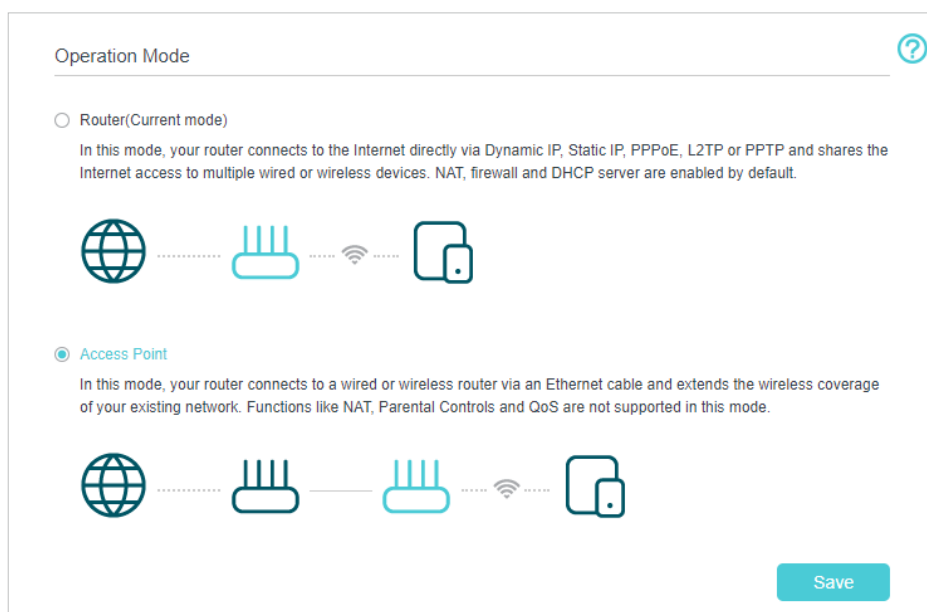 Operation Mode
?
Router(Current mode)
In this mode, your router connects to the Internet directly via Dynamic IP, Static IP, PPPoE, L2TP or PPTP and shares the
Internet access to multiple wired or wireless devices. NAT, firewall and DHCP server are enabled by default.
Access Point
In this mode, your router connects to a wired or wireless router via an Ethernet cable and extends the wireless coverage
of your existing network. Functions like NAT, Parental Controls and QoS are not supported in this mode.
Save